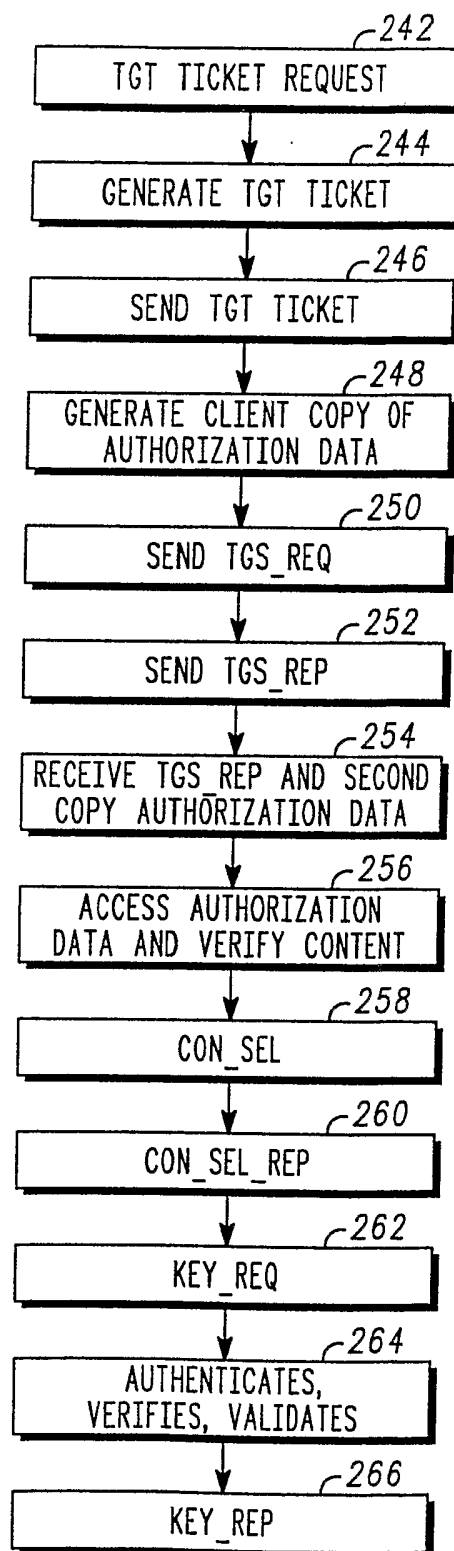 242
TGT TICKET REQUEST
244
GENERATE TGT TICKET
246
SEND TGT TICKET
248
GENERATE CLIENT COPY OF
AUTHORIZATION DATA
250
SEND TGS_REQ
252
SEND TGS_REP
254
RECEIVE TGS_REP AND SECOND
COPY AUTHORIZATION DATA
256
ACCESS AUTHORIZATION
DATA AND VERIFY CONTENT
258
CON_SEL
260
CON_SEL_REP
262
KEY_REQ
264
AUTHENTICATES,
VERIFIES, VALIDATES
266
KEY_REP